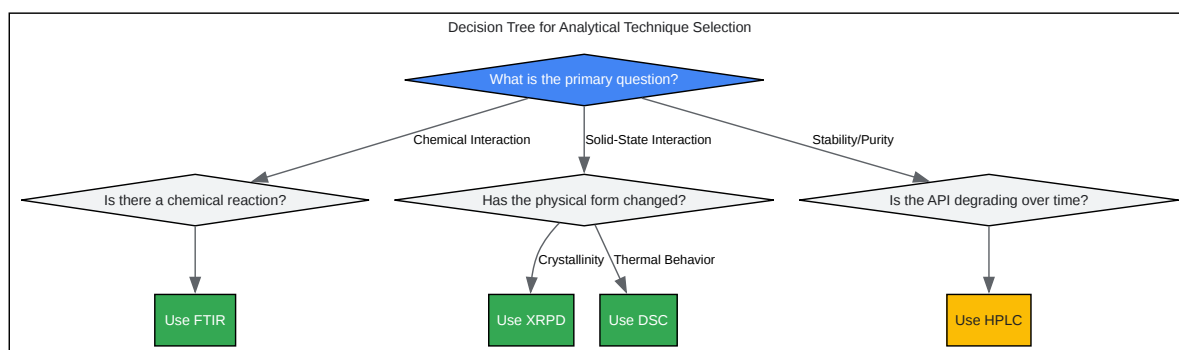 Decision Tree for Analytical Technique Selection
What is the primary question?
Chemical Interaction
Solid-State Interaction
Stability/Purity
Is there a chemical reaction?
Has the physical form changed?
Is the API degrading over time?
Crystallinity
Thermal Behavior
Use FTIR
Use XRPD
Use DSC
Use HPLC